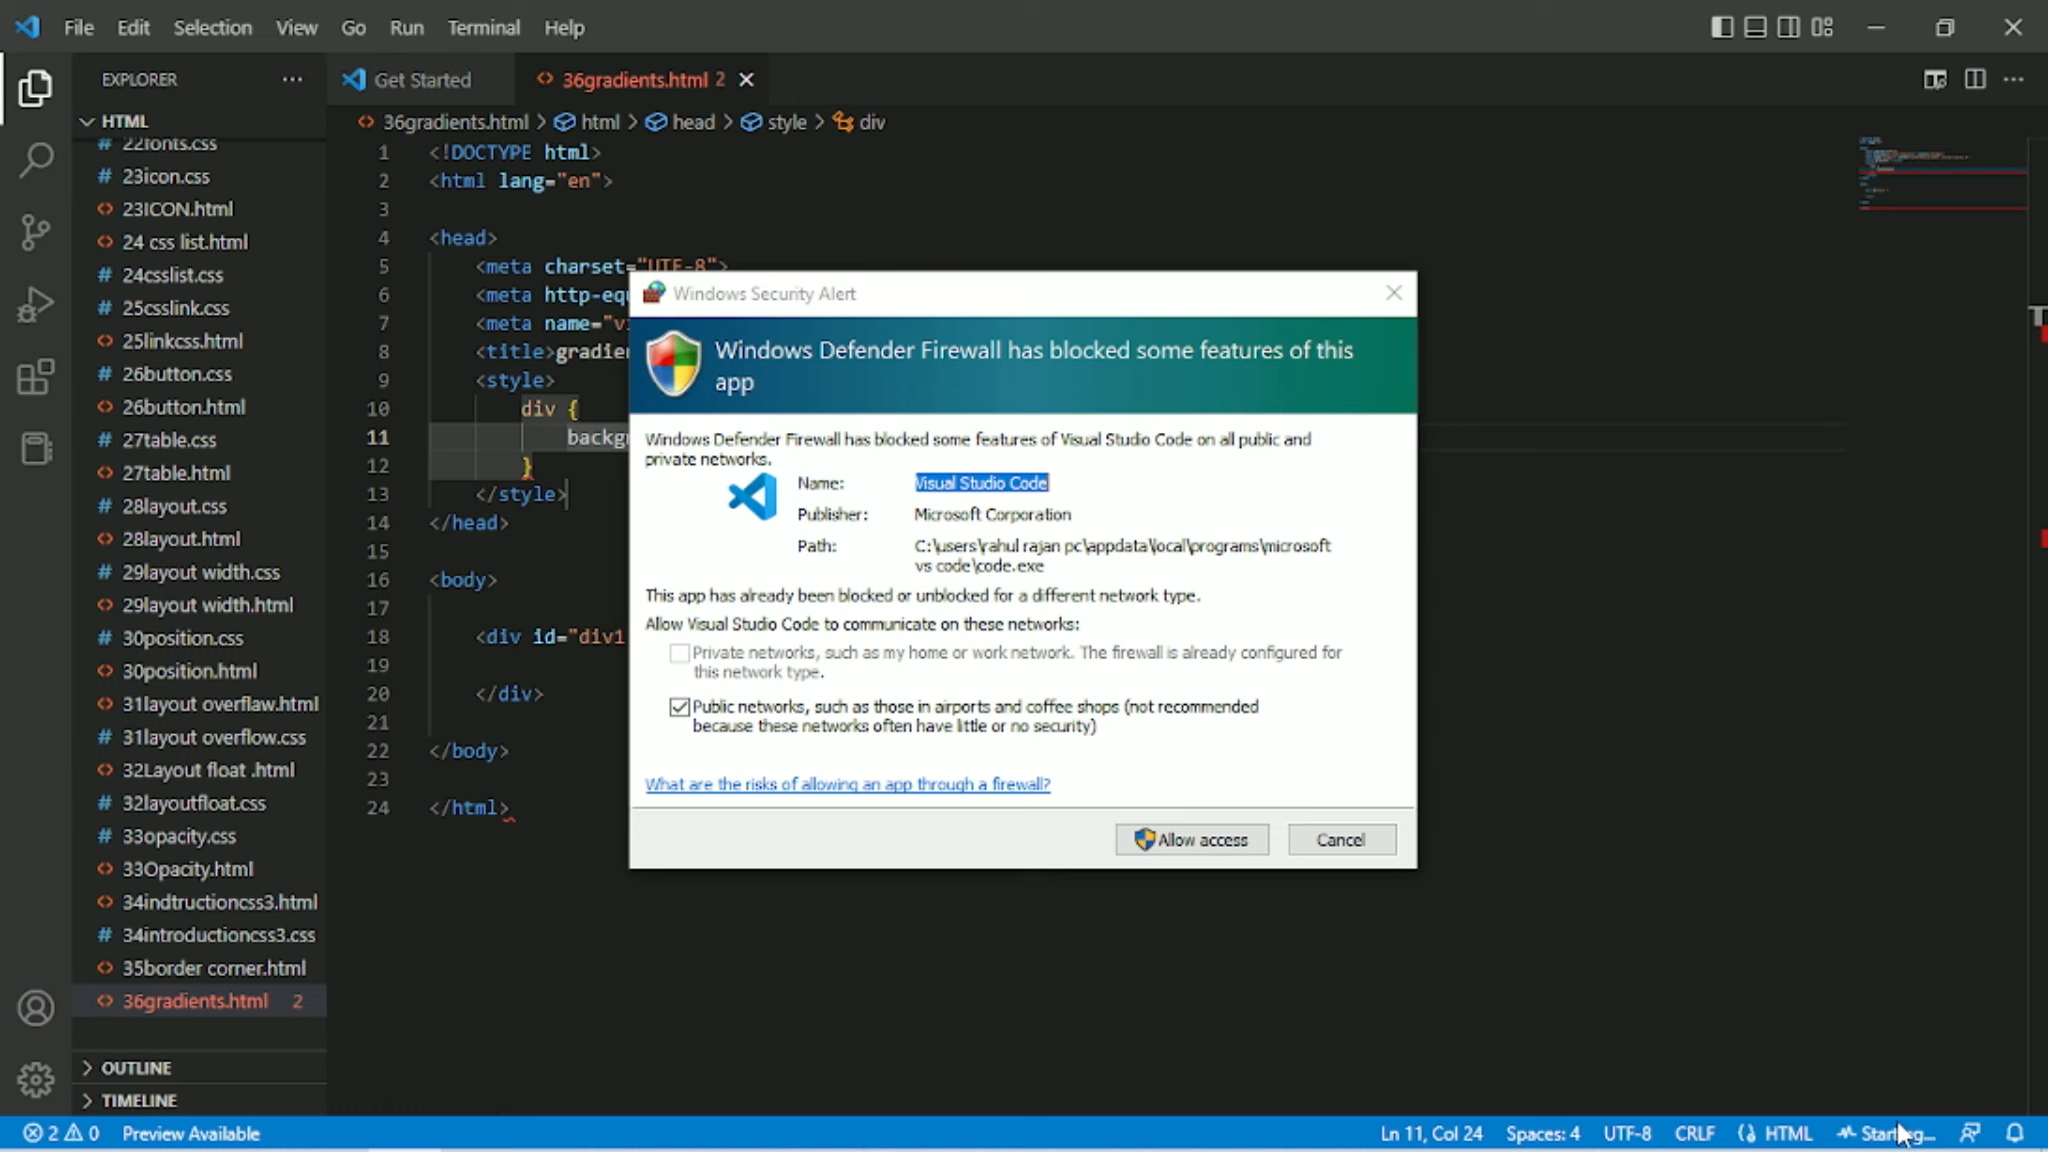 File Edit Selection View Go Run Terminal Help
EXPLORER ...
Get Started
36gradients.html 2
HTML
36gradients.html > html > head > style > div
22fonts.css
23icon.css
23ICON.html
24 css list.html
24csslist.css
25csslink.css
25linkcss.html
26button.css
26button.html
27table.css
27table.html
28layout.css
28layout.html
29layout width.css
29layout width.html
30position.css
30position.html
31layout overflaw.html
31layout overflow.css
32Layout float .html
32layoutfloat.css
33opacity.css
33Opacity.html
34indtructioncss3.html
34introductioncss3.css
35border corner.html
36gradients.html 2
OUTLINE
TIMELINE
1 <!DOCTYPE html>
2 <html lang="en">
3
4 <head>
5 <meta charset="UTF-8">
6 <meta http-equ
7 <meta name="v
8 <title>gradien
9 <style>
10 div {
11 backgr
12 }
13 </style>
14 </head>
15
16 <body>
17
18 <div id="div1
19
20 </div>
21
22 </body>
23
24 </html>
Windows Security Alert
Windows Defender Firewall has blocked some features of this
app
Windows Defender Firewall has blocked some features of Visual Studio Code on all public and
private networks.
Name: Visual Studio Code
Publisher: Microsoft Corporation
Path: C:\users\rahul rajan pc\appdata\local\programs\microsoft
vs code\code.exe
This app has already been blocked or unblocked for a different network type.
Allow Visual Studio Code to communicate on these networks:
Private networks, such as my home or work network. The firewall is already configured for
this network type.
Public networks, such as those in airports and coffee shops (not recommended
because these networks often have little or no security)
What are the risks of allowing an app through a firewall?
Allow access Cancel
2 0 Preview Available
Ln 11, Col 24 Spaces: 4 UTF-8 CRLF HTML